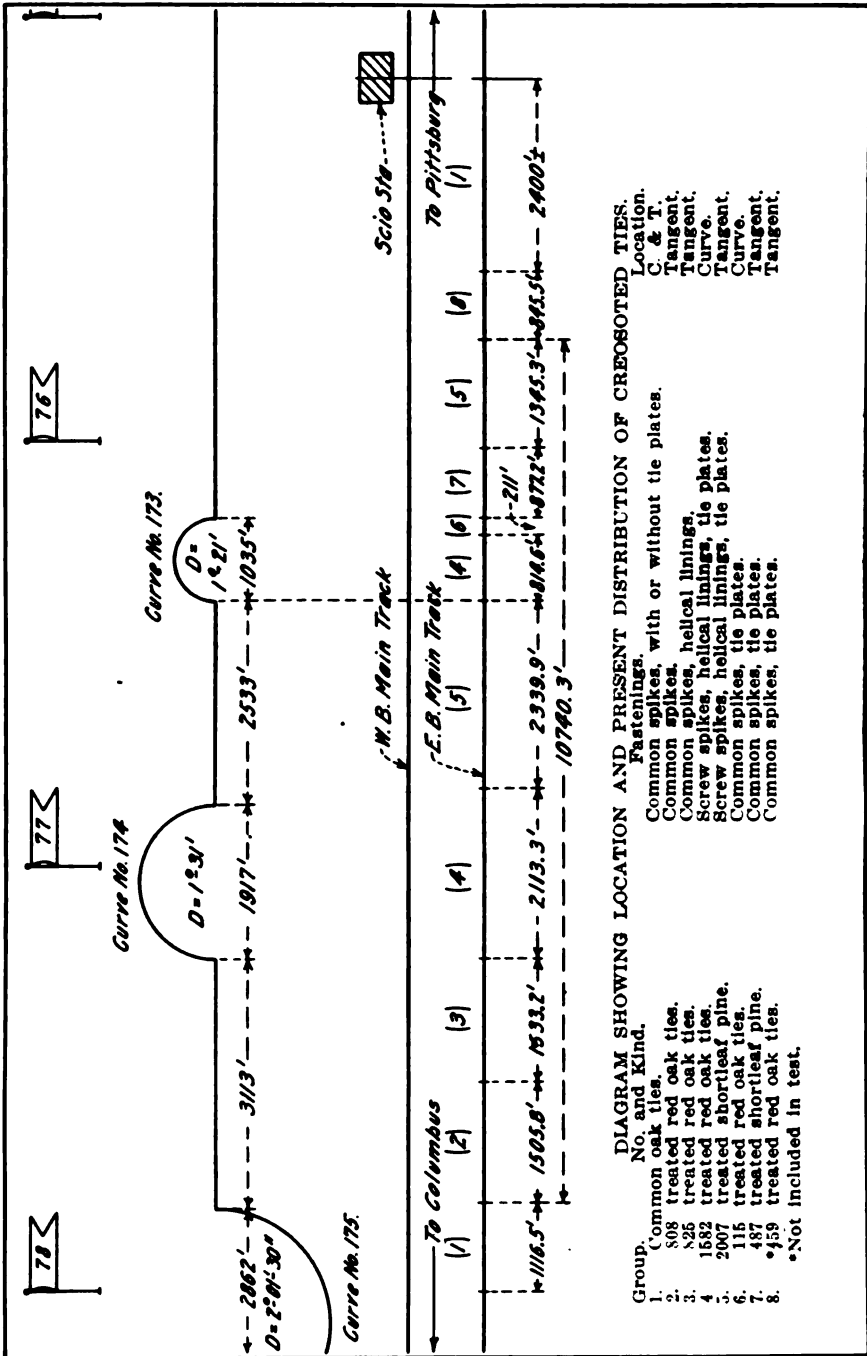 78
77
76
Curve No. 175.
Curve No. 174
Curve No. 173.
D=2°01'-30"
D=1°31'
D=
1°21'
2862'
3113'
1917'
2533'
1035'
Scio Sta.
W.B. Main Track
E.B. Main Track
To Columbus
To Pittsburg
(1)
(2)
(3)
(4)
(5)
(4)
(6)
(7)
(5)
(8)
(1)
1116.5'
1505.8'
1533.2'
2113.3'
2339.9'
814.6'
211'
877.2'
1345.3'
845.5'
2400'±
10740.3'
DIAGRAM SHOWING LOCATION AND PRESENT DISTRIBUTION OF CREOSOTED TIES.
Group. No. and Kind. Fastenings. Location.
1. Common oak ties. Common spikes, with or without tie plates. C. & T.
2. 808 treated red oak ties. Common spikes. Tangent.
3. 825 treated red oak ties. Common spikes, helical linings. Tangent.
4 1582 treated red oak ties. Screw spikes, helical linings, tie plates. Curve.
5. 2007 treated shortleaf pine. Screw spikes, helical linings, tie plates. Tangent.
6. 115 treated red oak ties. Common spikes, tie plates. Curve.
7. 487 treated shortleaf pine. Common spikes, tie plates. Tangent.
8. *459 treated red oak ties. Common spikes, tie plates. Tangent.
*Not included in test.